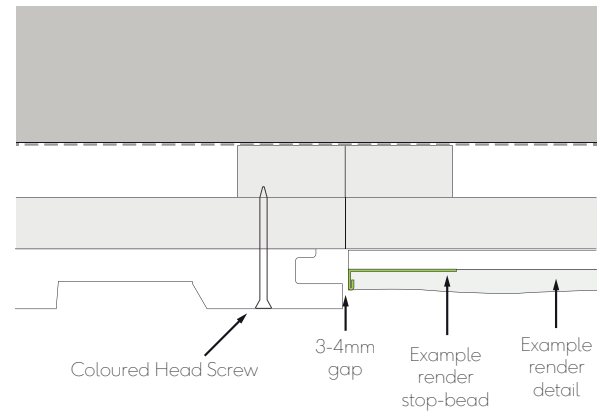 Coloured Head Screw
3-4mm
gap
Example
render
stop-bead
Example
render
detail